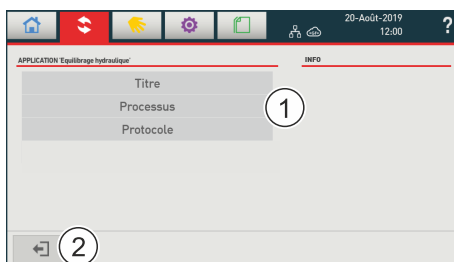 20-Août-2019
12:00
?
APPLICATION 'Equilibrage hydraulique'
INFO
Titre
Processus
Protocole
1
2